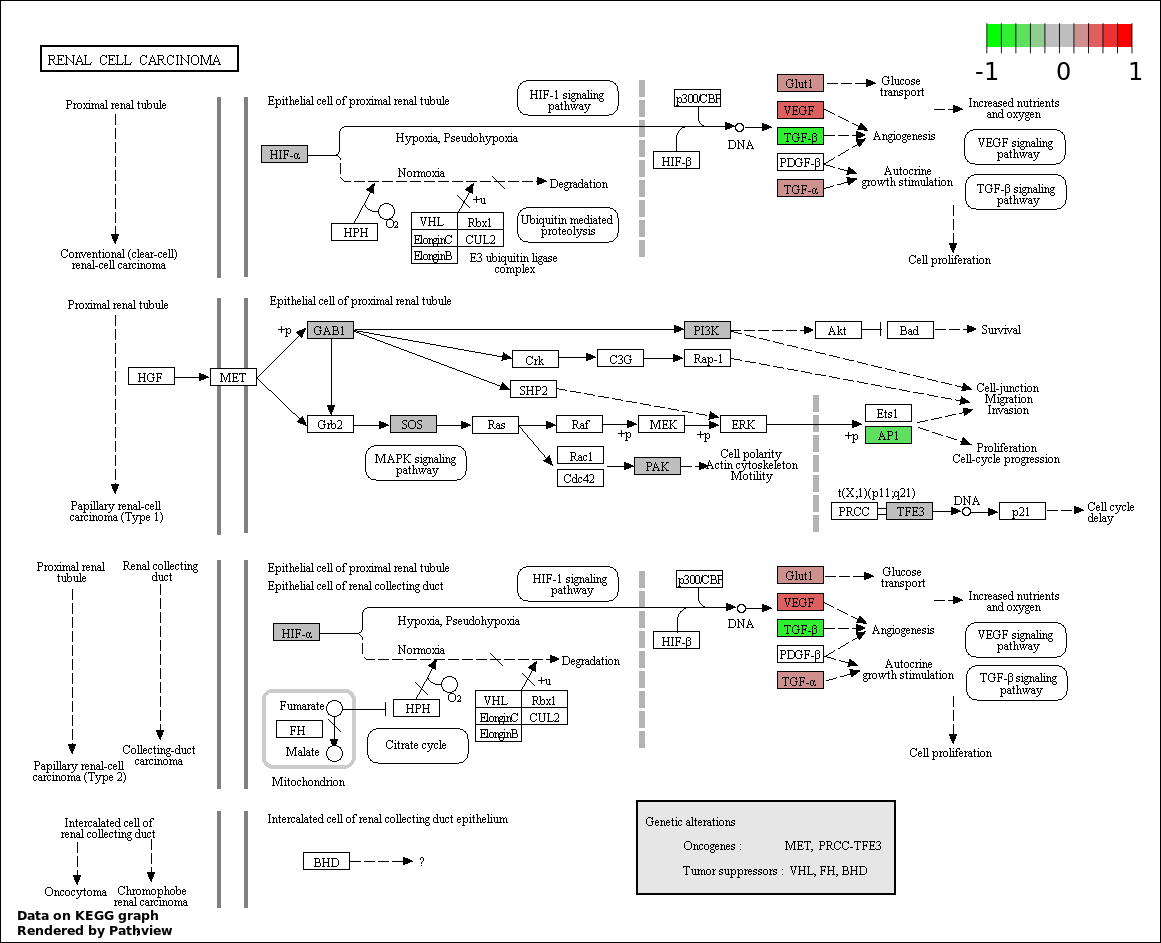 RENAL CELL CARCINOMA
-1 0 1
Proximal renal tubule
Conventional (clear-cell)
renal-cell carcinoma
Epithelial cell of proximal renal tubule
HIF-1 signaling
pathway
HIF-α
Hypoxia, Pseudohypoxia
Normoxia
Degradation
HPH
O2
+u
VHL
Rbx1
ElonginC
CUL2
ElonginB
E3 ubiquitin ligase
complex
Ubiquitin mediated
proteolysis
p300/CBP
HIF-β
DNA
Glut1
VEGF
TGF-β
PDGF-β
TGF-α
Glucose
transport
Angiogenesis
Autocrine
growth stimulation
Increased nutrients
and oxygen
VEGF signaling
pathway
TGF-β signaling
pathway
Cell proliferation
Proximal renal tubule
Papillary renal-cell
carcinoma (Type 1)
Epithelial cell of proximal renal tubule
HGF
MET
+p
GAB1
PI3K
Akt
Bad
Survival
Crk
C3G
Rap-1
SHP2
Grb2
SOS
Ras
Raf
+p
MEK
+p
ERK
+p
Ets1
AP1
Cell-junction
Migration
Invasion
Proliferation
Cell-cycle progression
MAPK signaling
pathway
Rac1
Cdc42
PAK
Cell polarity
Actin cytoskeleton
Motility
t(X;1)(p11;q21)
PRCC
TFE3
DNA
p21
Cell cycle
delay
Proximal renal
tubule
Renal collecting
duct
Papillary renal-cell
carcinoma (Type 2)
Collecting-duct
carcinoma
Epithelial cell of proximal renal tubule
Epithelial cell of renal collecting duct
HIF-1 signaling
pathway
HIF-α
Hypoxia, Pseudohypoxia
Normoxia
Degradation
Fumarate
FH
Malate
Mitochondrion
HPH
O2
Citrate cycle
+u
VHL
Rbx1
ElonginC
CUL2
ElonginB
p300/CBP
HIF-β
DNA
Glut1
VEGF
TGF-β
PDGF-β
TGF-α
Glucose
transport
Angiogenesis
Autocrine
growth stimulation
Increased nutrients
and oxygen
VEGF signaling
pathway
TGF-β signaling
pathway
Cell proliferation
Intercalated cell of
renal collecting duct
Oncocytoma
Chromophobe
renal carcinoma
Intercalated cell of renal collecting duct epithelium
BHD
?
Genetic alterations
Oncogenes : MET, PRCC-TFE3
Tumor suppressors : VHL, FH, BHD
Data on KEGG graph
Rendered by Pathview